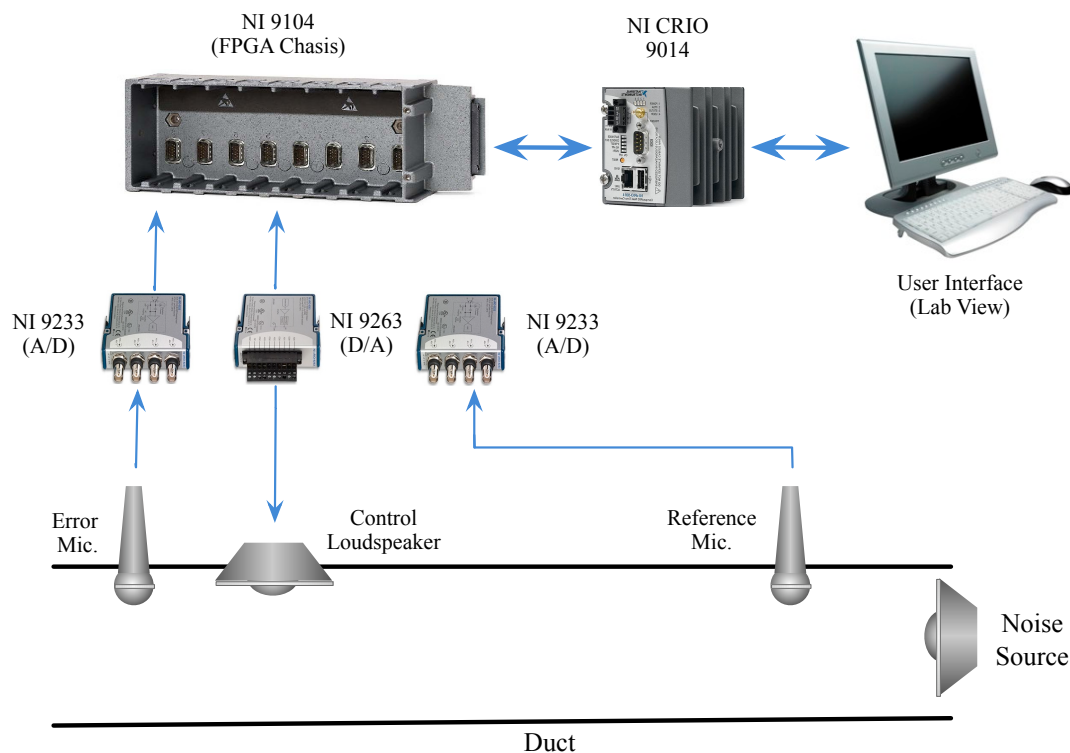 NI 9104
(FPGA Chasis)
NI CRIO
9014
User Interface
(Lab View)
NI 9233
(A/D)
NI 9263
(D/A)
NI 9233
(A/D)
Error
Mic.
Control
Loudspeaker
Reference
Mic.
Noise
Source
Duct